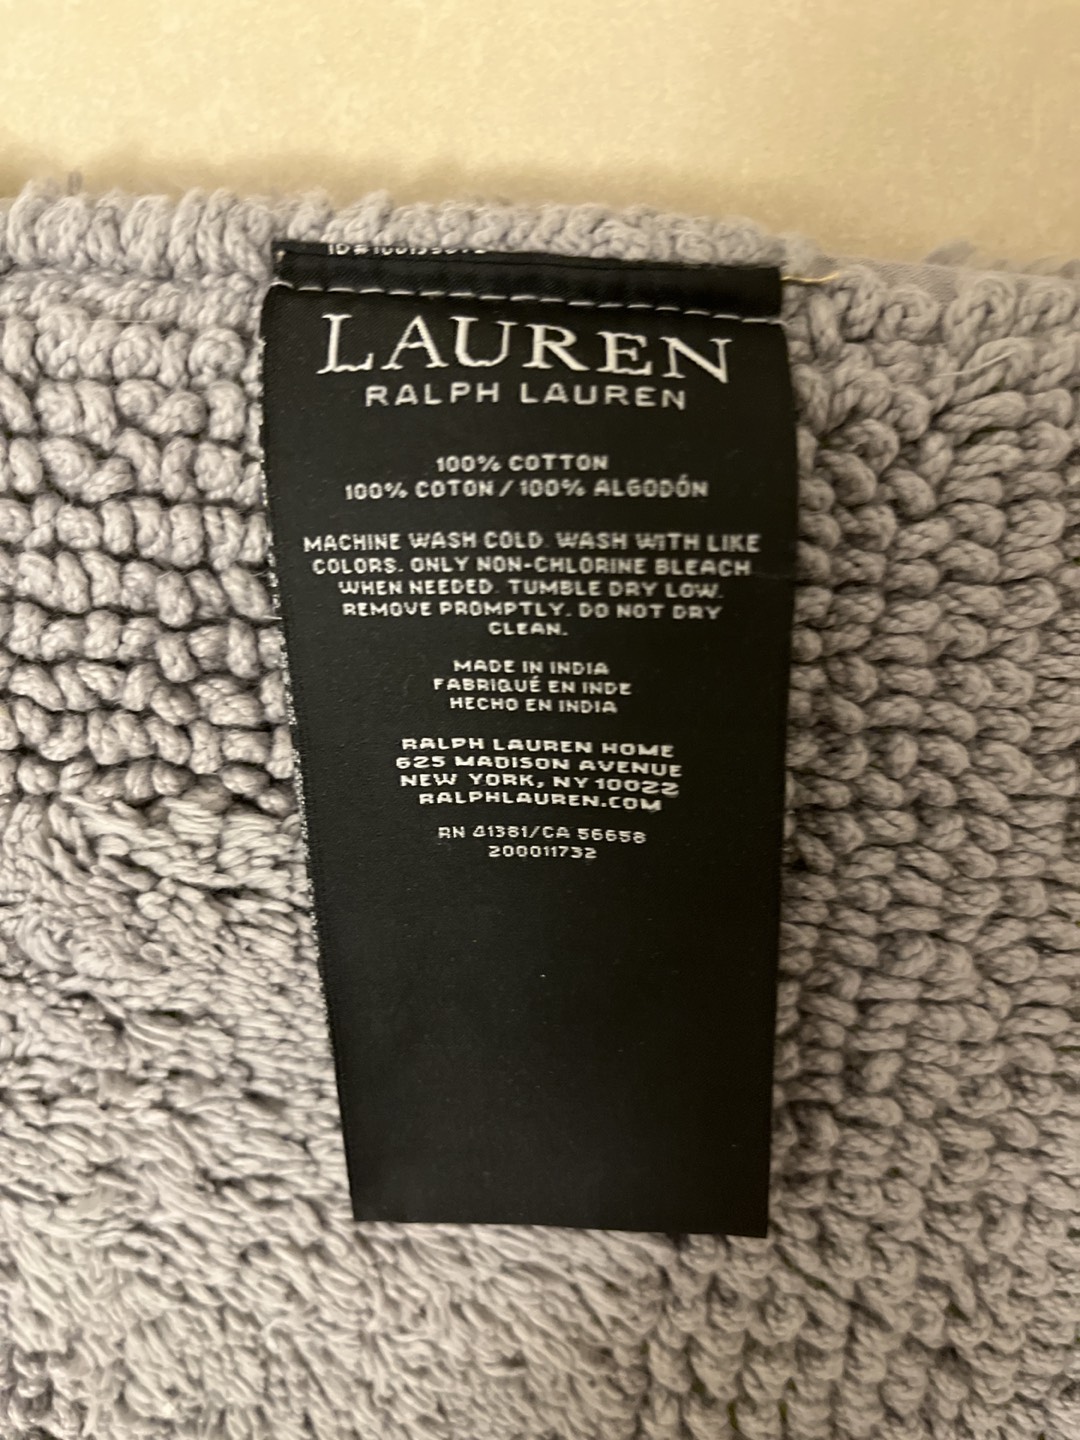 LAUREN
RALPH LAUREN
100% COTTON
100% COTON / 100% ALGODÓN
MACHINE WASH COLD. WASH WITH LIKE
COLORS. ONLY NON-CHLORINE BLEACH
WHEN NEEDED. TUMBLE DRY LOW.
REMOVE PROMPTLY. DO NOT DRY
CLEAN.
MADE IN INDIA
FABRIQUÉ EN INDE
HECHO EN INDIA
RALPH LAUREN HOME
625 MADISON AVENUE
NEW YORK, NY 10022
RALPHLAUREN.COM
RN 41381/CA 56658
200011732